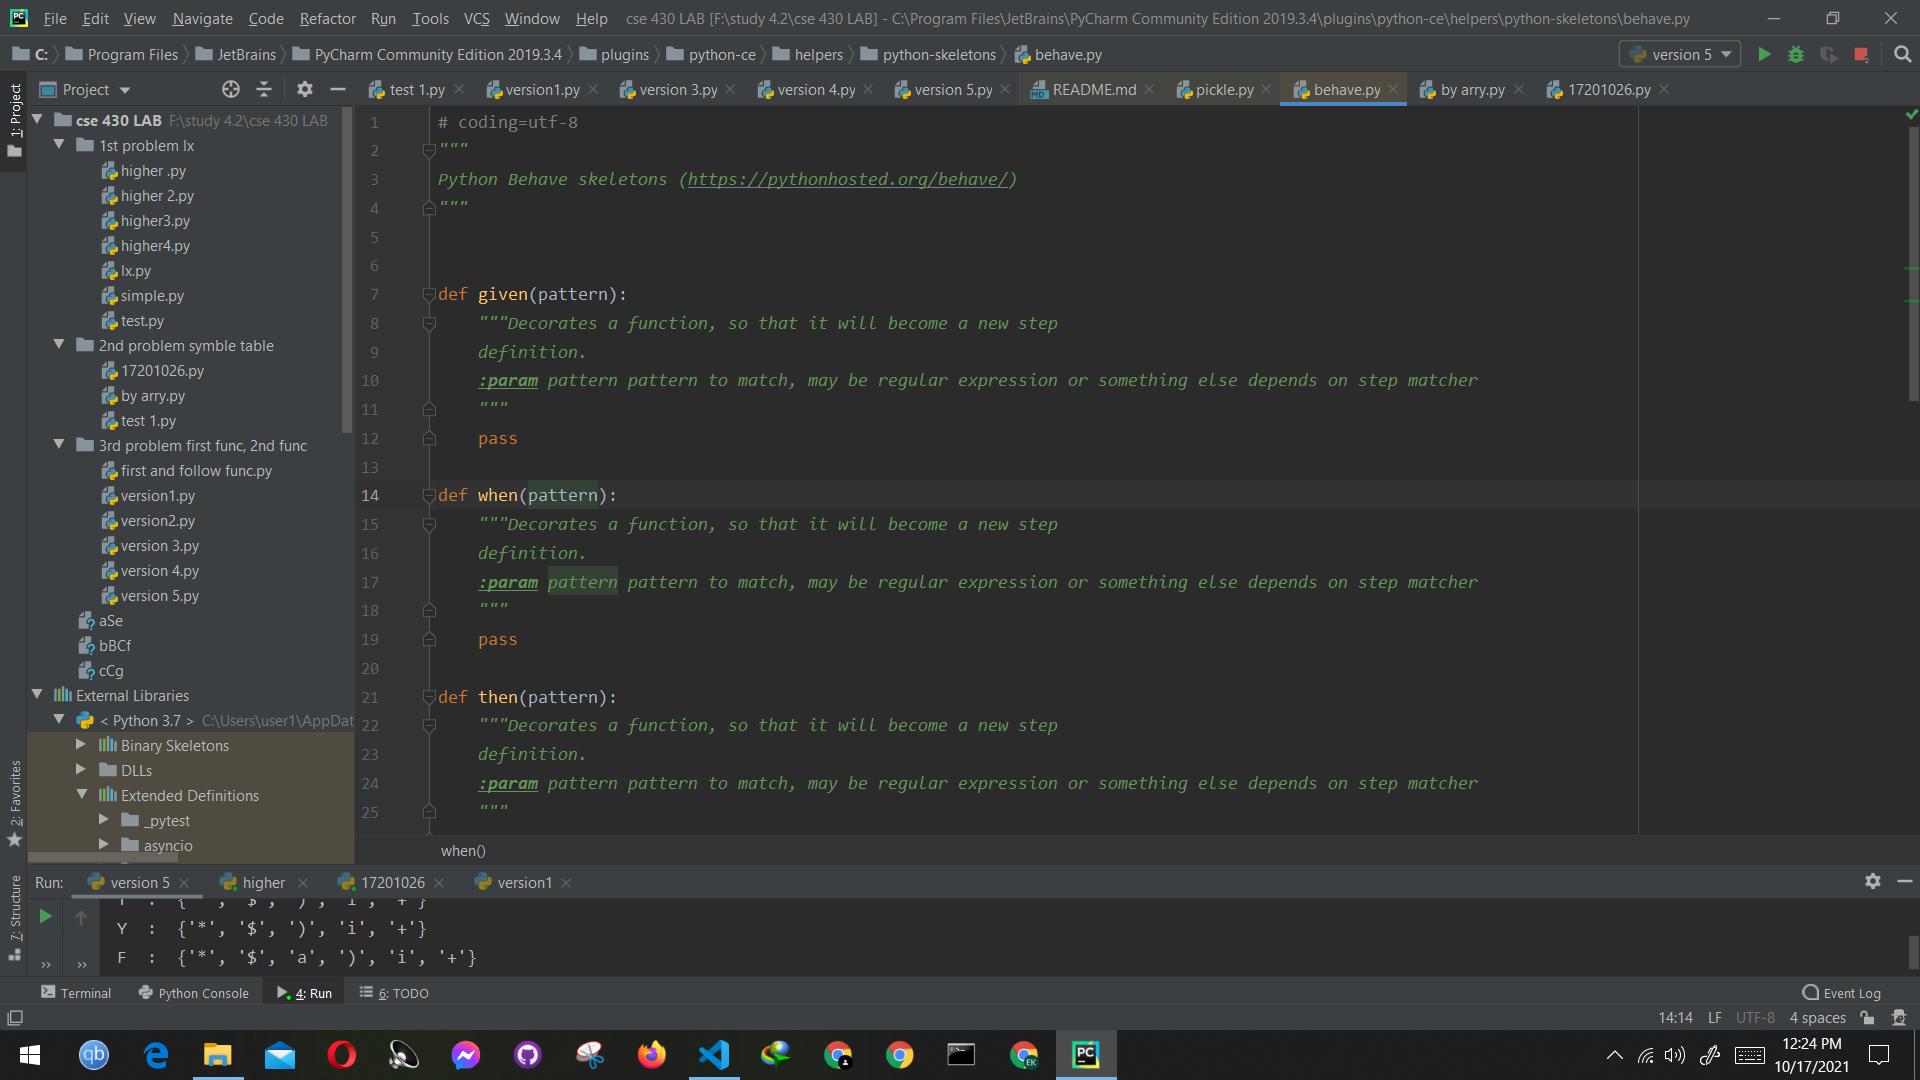 File Edit View Navigate Code Refactor Run Tools VCS Window Help cse 430 LAB [F:\study 4.2\cse 430 LAB] - C:\Program Files\JetBrains\PyCharm Community Edition 2019.3.4\plugins\python-ce\helpers\python-skeletons\behave.py
C: Program Files JetBrains PyCharm Community Edition 2019.3.4 plugins python-ce helpers python-skeletons behave.py version 5
Project test 1.py version1.py version 3.py version 4.py version 5.py README.md pickle.py behave.py by arry.py 17201026.py
1: Project
2: Favorites
7: Structure
cse 430 LAB F:\study 4.2\cse 430 LAB
1st problem lx
higher .py
higher 2.py
higher3.py
higher4.py
lx.py
simple.py
test.py
2nd problem symble table
17201026.py
by arry.py
test 1.py
3rd problem first func, 2nd func
first and follow func.py
version1.py
version2.py
version 3.py
version 4.py
version 5.py
aSe
bBCf
cCg
External Libraries
< Python 3.7 > C:\Users\user1\AppDat
Binary Skeletons
DLLs
Extended Definitions
_pytest
asyncio
1 # coding=utf-8
2 """
3 Python Behave skeletons (https://pythonhosted.org/behave/)
4 """
5
6
7 def given(pattern):
8 """Decorates a function, so that it will become a new step
9 definition.
10 :param pattern pattern to match, may be regular expression or something else depends on step matcher
11 """
12 pass
13
14 def when(pattern):
15 """Decorates a function, so that it will become a new step
16 definition.
17 :param pattern pattern to match, may be regular expression or something else depends on step matcher
18 """
19 pass
20
21 def then(pattern):
22 """Decorates a function, so that it will become a new step
23 definition.
24 :param pattern pattern to match, may be regular expression or something else depends on step matcher
25 """
when()
Run: version 5 higher 17201026 version1
Y : {'*', '$', ')', 'i', '+'}
F : {'*', '$', 'a', ')', 'i', '+'}
Terminal Python Console 4: Run 6: TODO Event Log
14:14 LF UTF-8 4 spaces
12:24 PM
10/17/2021